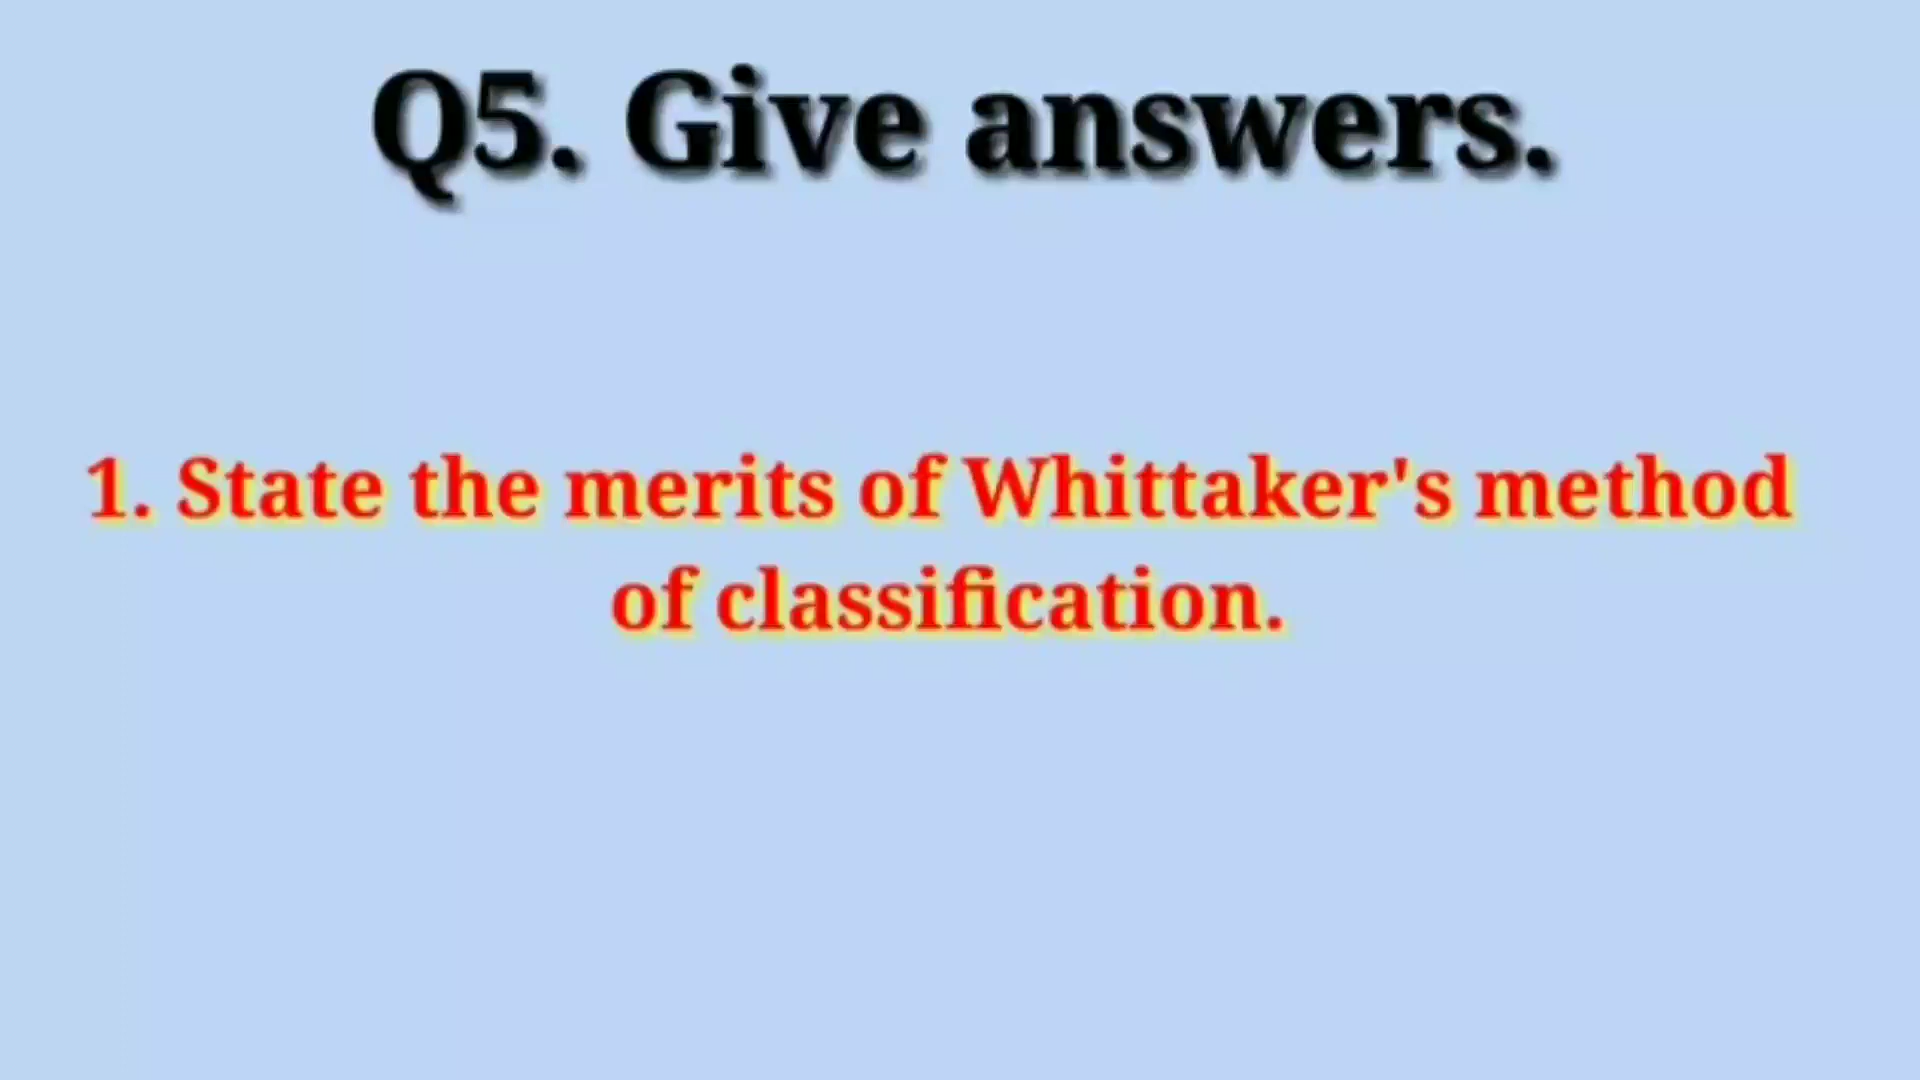 Q5. Give answers.
1. State the merits of Whittaker's method
of classification.